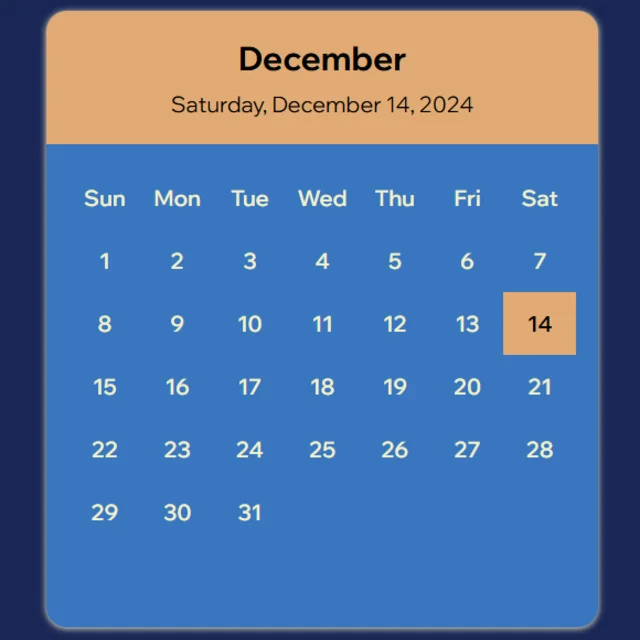 December
Saturday, December 14, 2024
Sun Mon Tue Wed Thu Fri Sat
1 2 3 4 5 6 7
8 9 10 11 12 13 14
15 16 17 18 19 20 21
22 23 24 25 26 27 28
29 30 31